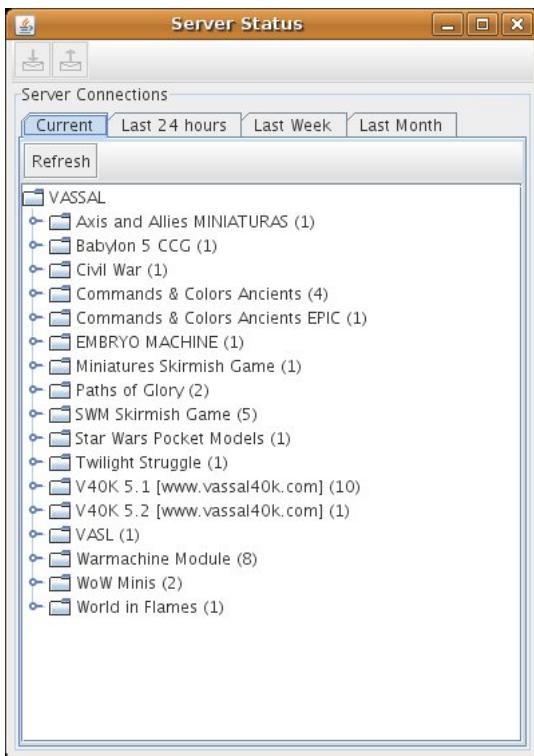 Server Status
Server Connections
Current Last 24 hours Last Week Last Month
Refresh
VASSAL
Axis and Allies MINIATURAS (1)
Babylon 5 CCG (1)
Civil War (1)
Commands & Colors Ancients (4)
Commands & Colors Ancients EPIC (1)
EMBRYO MACHINE (1)
Miniatures Skirmish Game (1)
Paths of Glory (2)
SWM Skirmish Game (5)
Star Wars Pocket Models (1)
Twilight Struggle (1)
V40K 5.1 [www.vassal40k.com] (10)
V40K 5.2 [www.vassal40k.com] (1)
VASL (1)
Warmachine Module (8)
WoW Minis (2)
World in Flames (1)